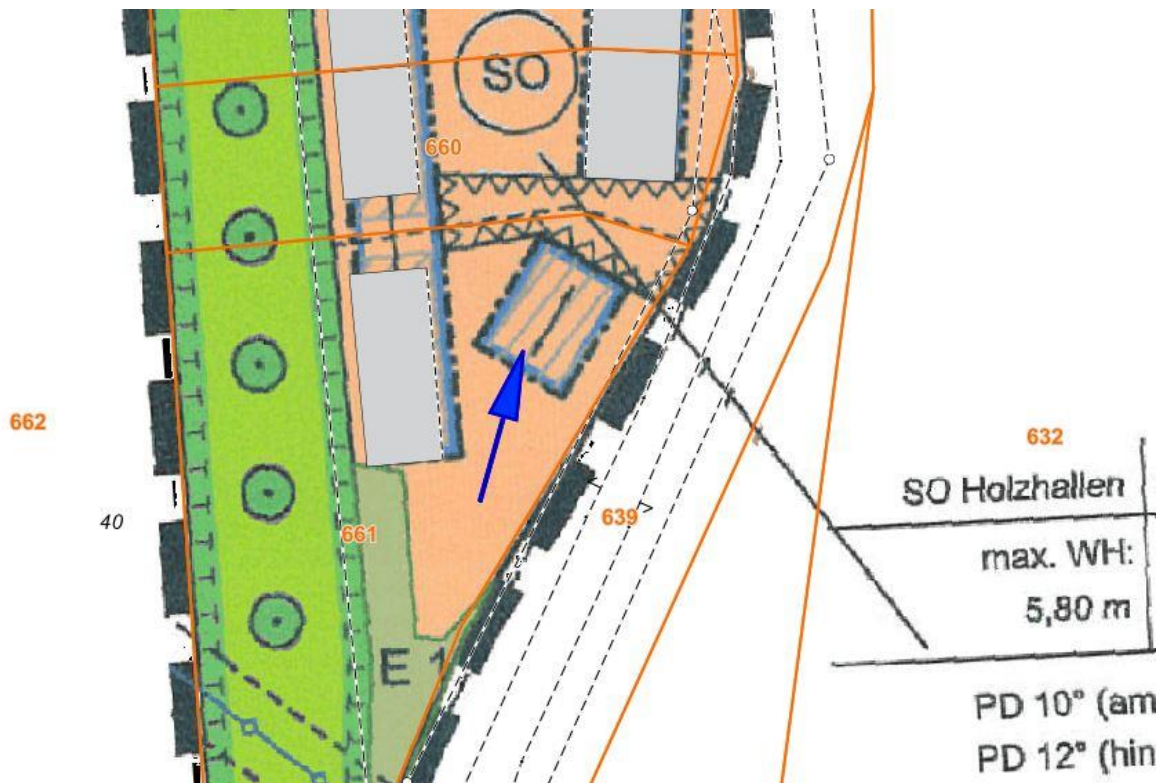 SO
660
662
632
SO Holzhallen
40
639
661
max. WH:
5,80 m
E 1
PD 10° (am
PD 12° (hin